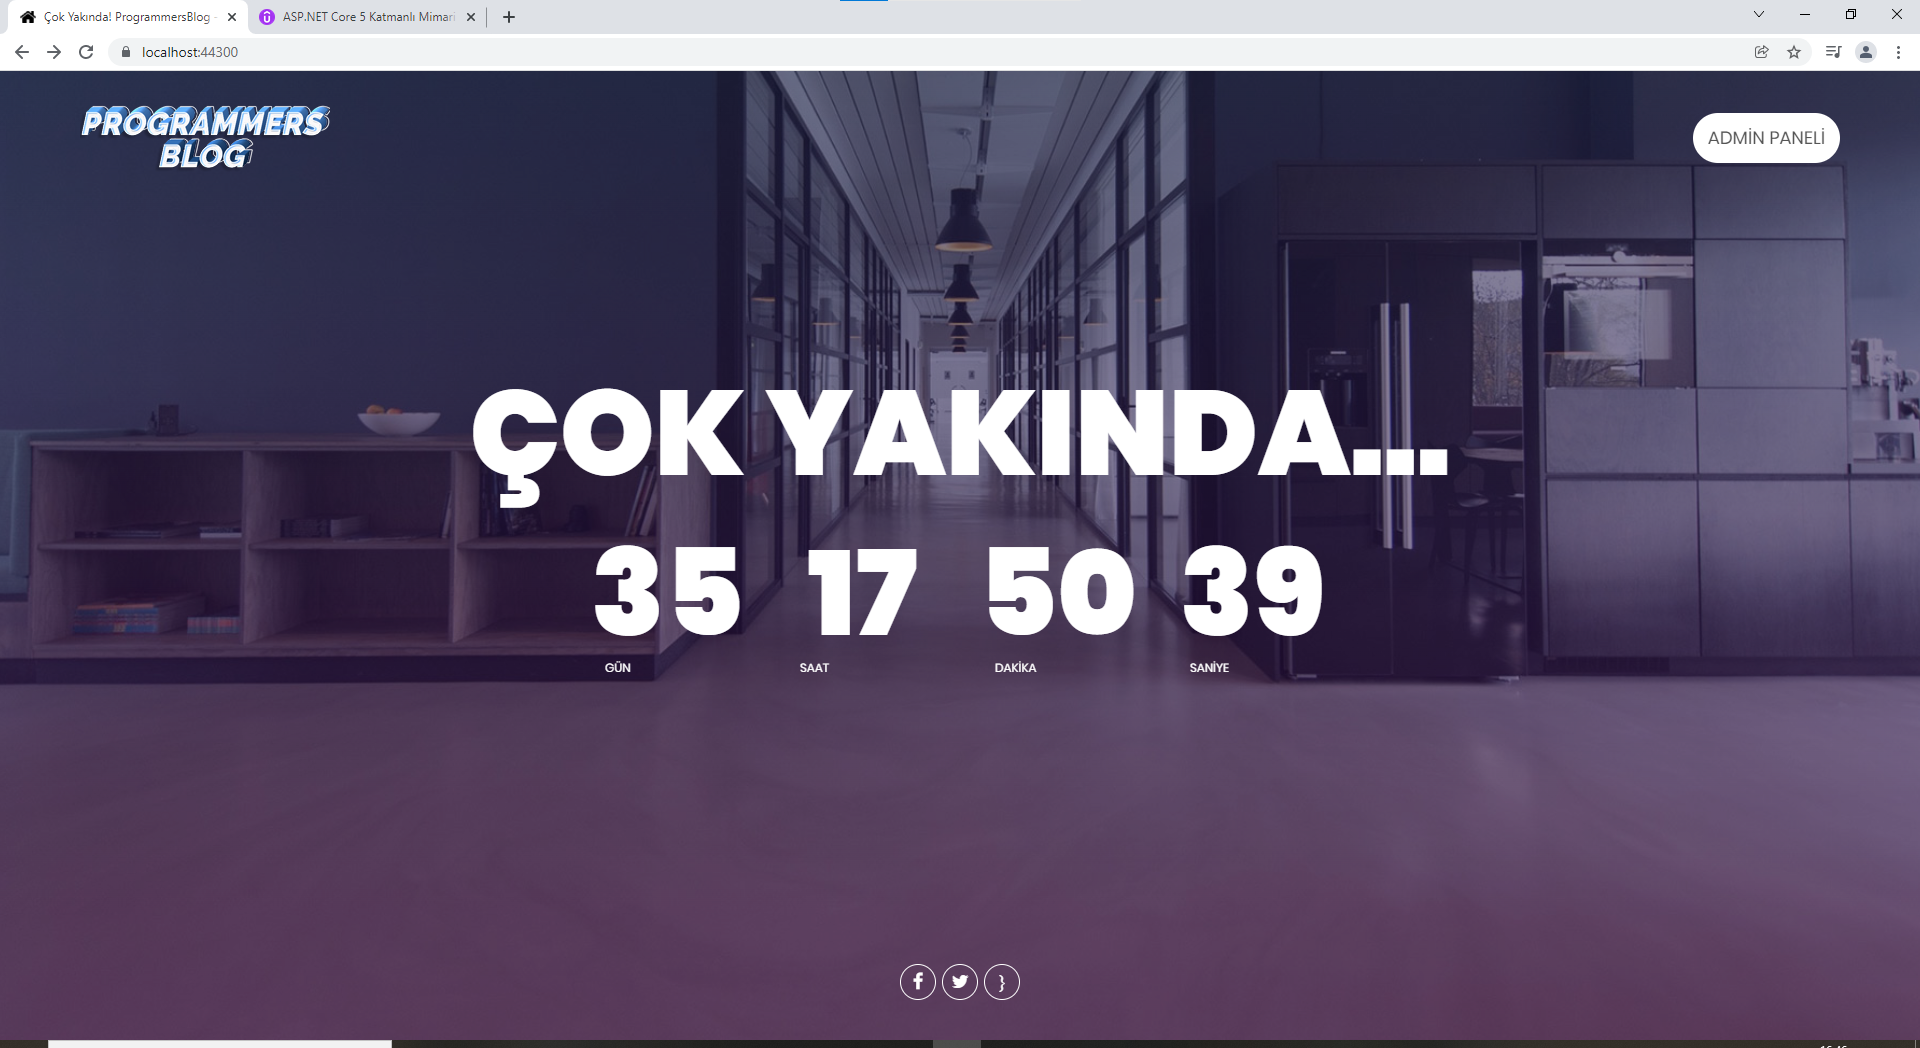 Çok Yakında! ProgrammersBlog -
ASP.NET Core 5 Katmanlı Mimari
localhost:44300
PROGRAMMERS
BLOG
ADMİN PANELİ
ÇOK YAKINDA...
35 17 50 39
GÜN SAAT DAKİKA SANİYE
}